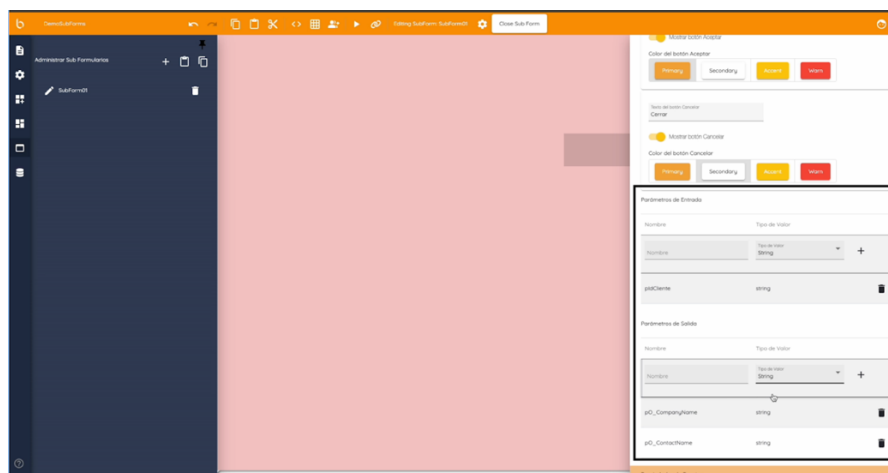 DemoSubForms
Editing SubForm: SubForm01
Close Sub Form
Administrar Sub Formularios
SubForm01
Mostrar botón Aceptar
Color del botón Aceptar
Primary
Secondary
Accent
Warn
Texto del botón Cancelar
Cerrar
Mostrar botón Cancelar
Color del botón Cancelar
Primary
Secondary
Accent
Warn
Parámetros de Entrada
Nombre Tipo de Valor
Nombre
Tipo de Valor
String
pIdCliente string
Parámetros de Salida
Nombre Tipo de Valor
Nombre
Tipo de Valor
String
pO_CompanyName string
pO_ContactName string